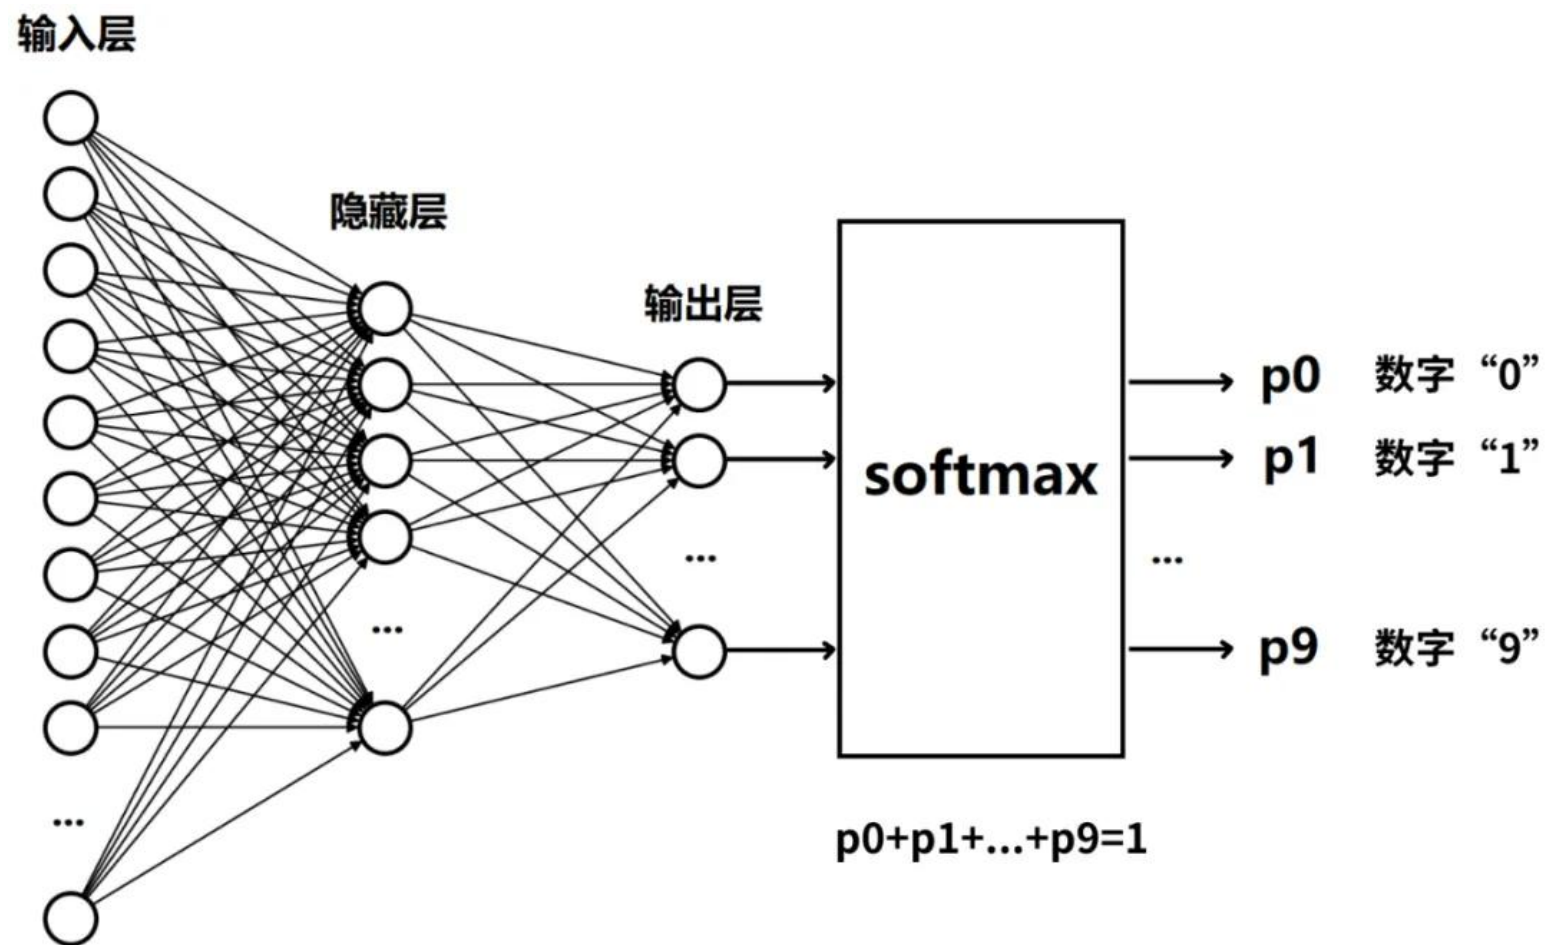 输入层
隐藏层
输出层
softmax
p0 数字“0”
p1 数字“1”
...
...
p9 数字“9”
...
...
p0+p1+...+p9=1